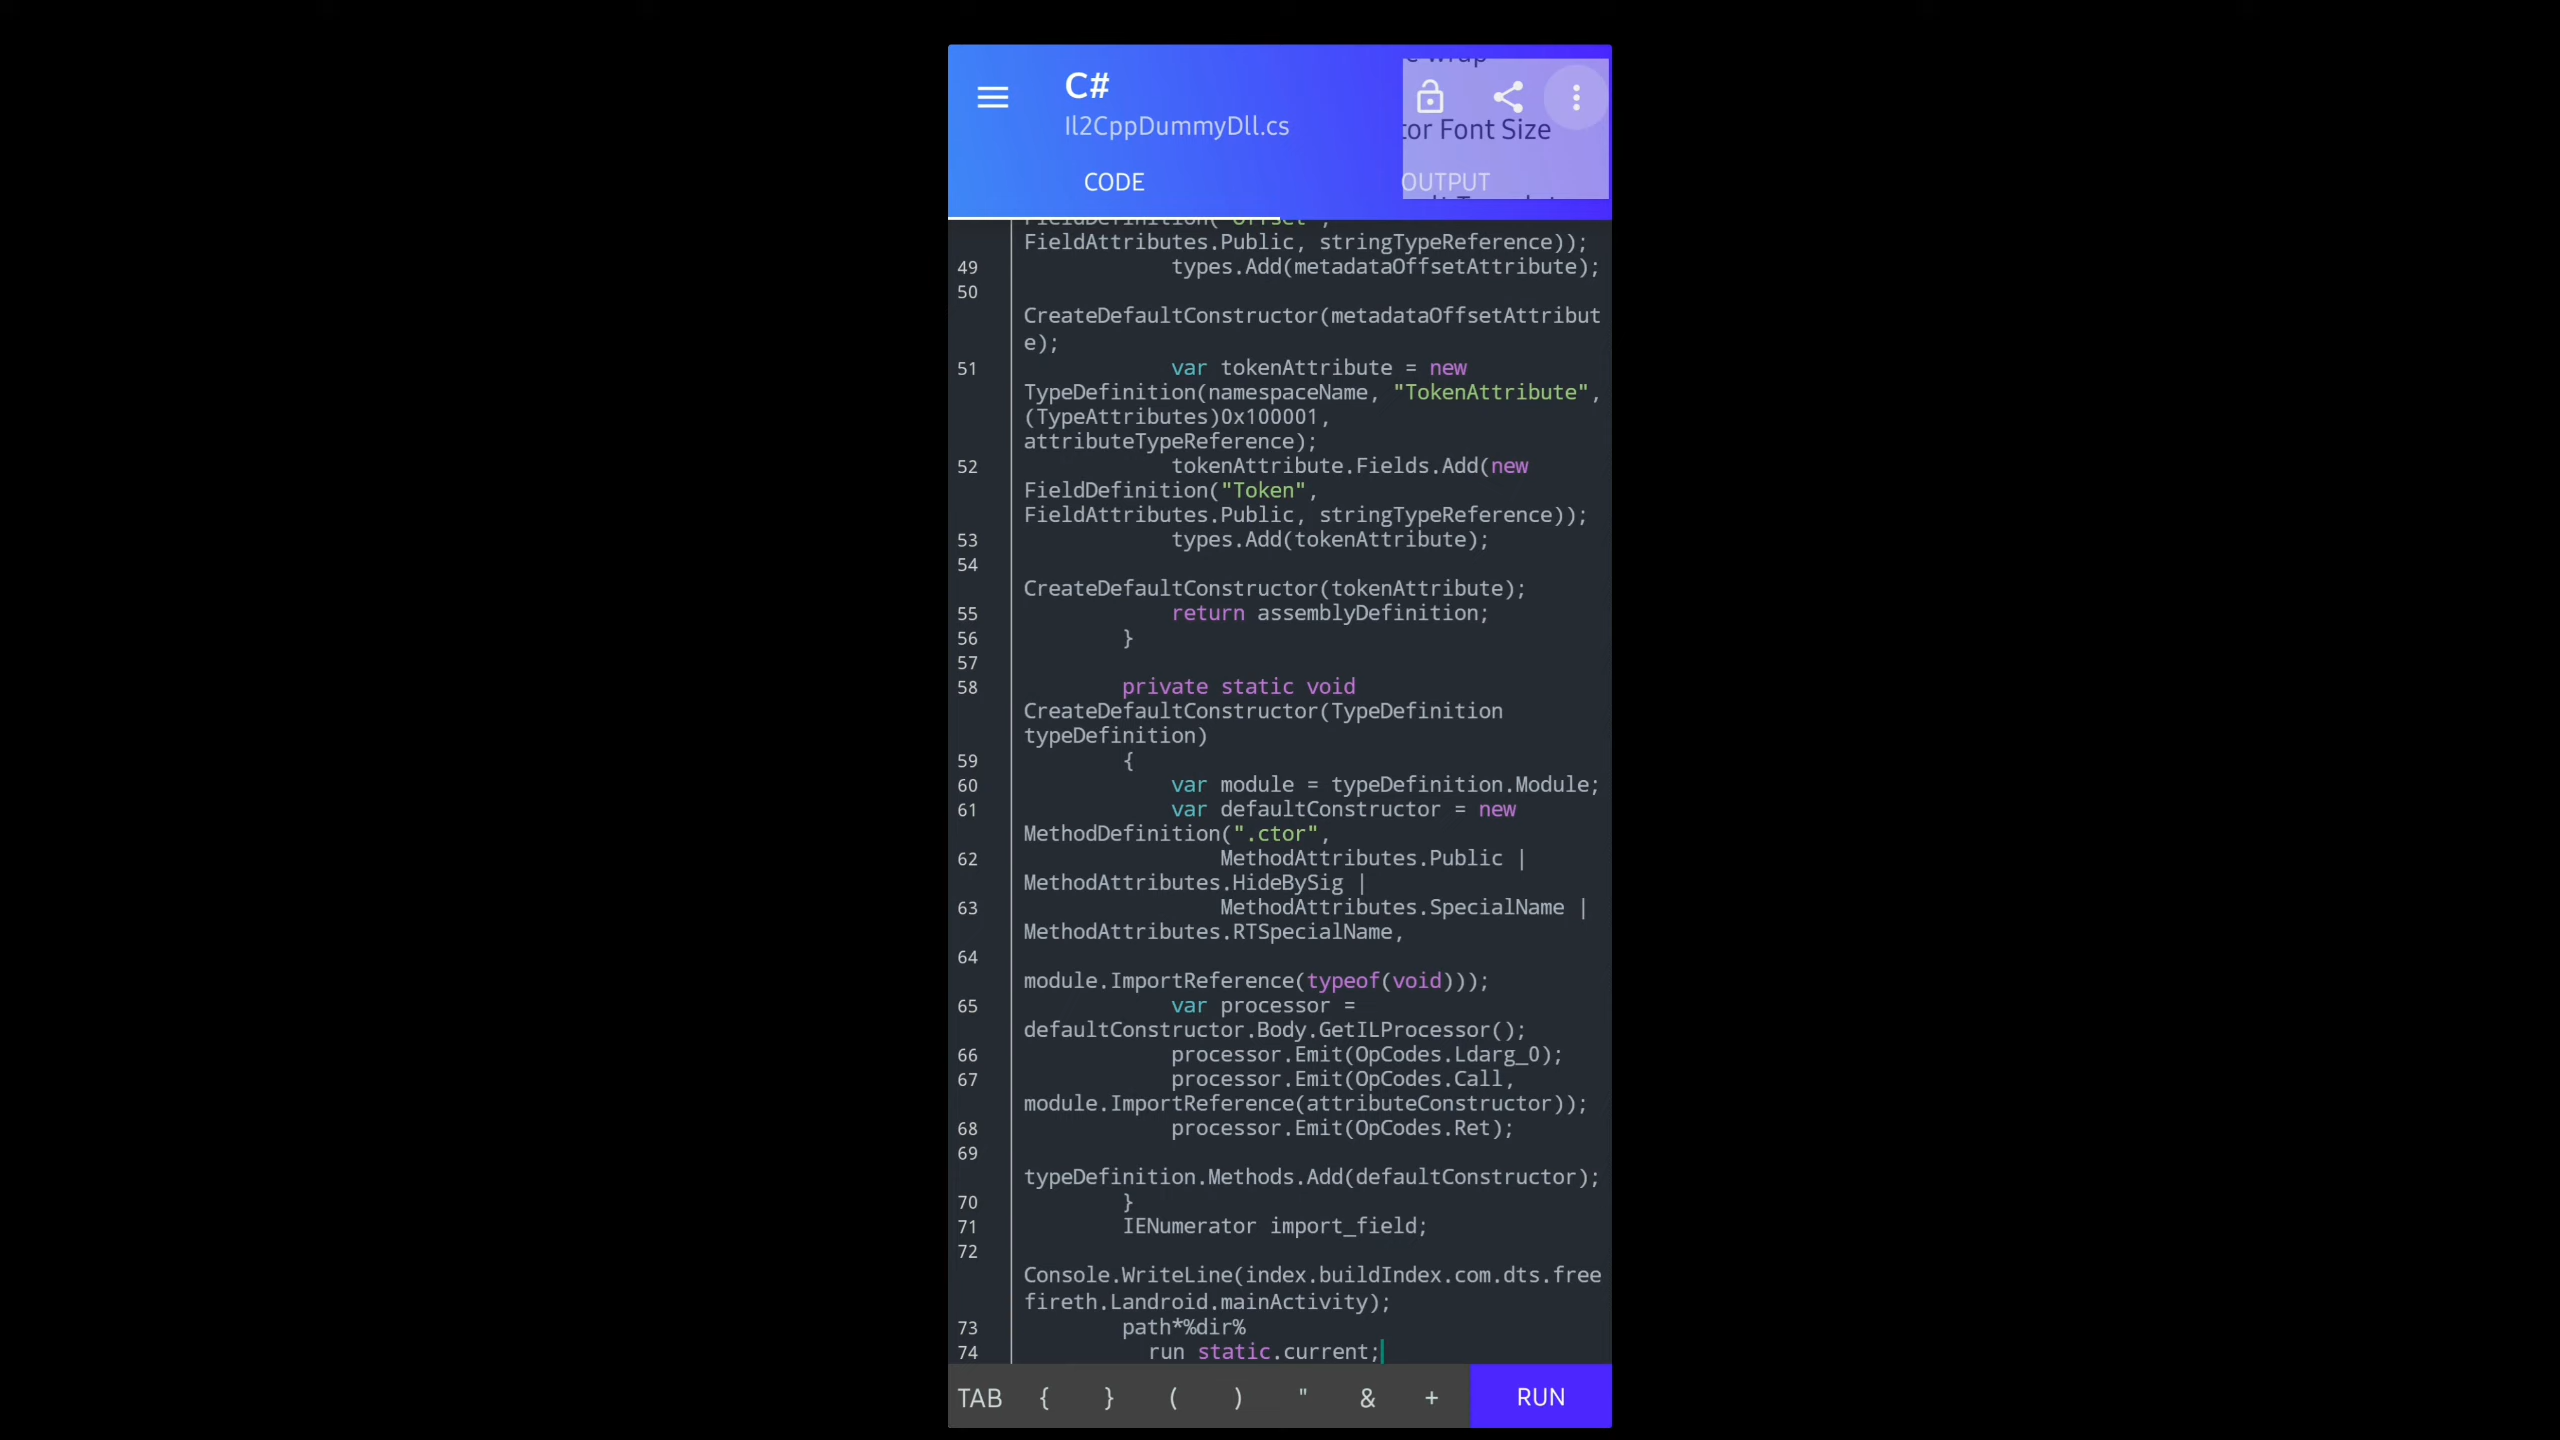 e wrap
C#
Il2CppDummyDll.cs
tor Font Size
CODE
OUTPUT
FieldDefinition("Offset",
FieldAttributes.Public, stringTypeReference));
49 types.Add(metadataOffsetAttribute);
50
CreateDefaultConstructor(metadataOffsetAttribut
e);
51 var tokenAttribute = new
TypeDefinition(namespaceName, "TokenAttribute",
(TypeAttributes)0x100001,
attributeTypeReference);
52 tokenAttribute.Fields.Add(new
FieldDefinition("Token",
FieldAttributes.Public, stringTypeReference));
53 types.Add(tokenAttribute);
54
CreateDefaultConstructor(tokenAttribute);
55 return assemblyDefinition;
56 }
57
58 private static void
CreateDefaultConstructor(TypeDefinition
typeDefinition)
59 {
60 var module = typeDefinition.Module;
61 var defaultConstructor = new
MethodDefinition(".ctor",
62 MethodAttributes.Public |
MethodAttributes.HideBySig |
63 MethodAttributes.SpecialName |
MethodAttributes.RTSpecialName,
64
module.ImportReference(typeof(void)));
65 var processor =
defaultConstructor.Body.GetILProcessor();
66 processor.Emit(OpCodes.Ldarg_0);
67 processor.Emit(OpCodes.Call,
module.ImportReference(attributeConstructor));
68 processor.Emit(OpCodes.Ret);
69
typeDefinition.Methods.Add(defaultConstructor);
70 }
71 IENumerator import_field;
72
Console.WriteLine(index.buildIndex.com.dts.free
fireth.Landroid.mainActivity);
73 path*%dir%
74 run static.current;
TAB { } ( ) " & + RUN